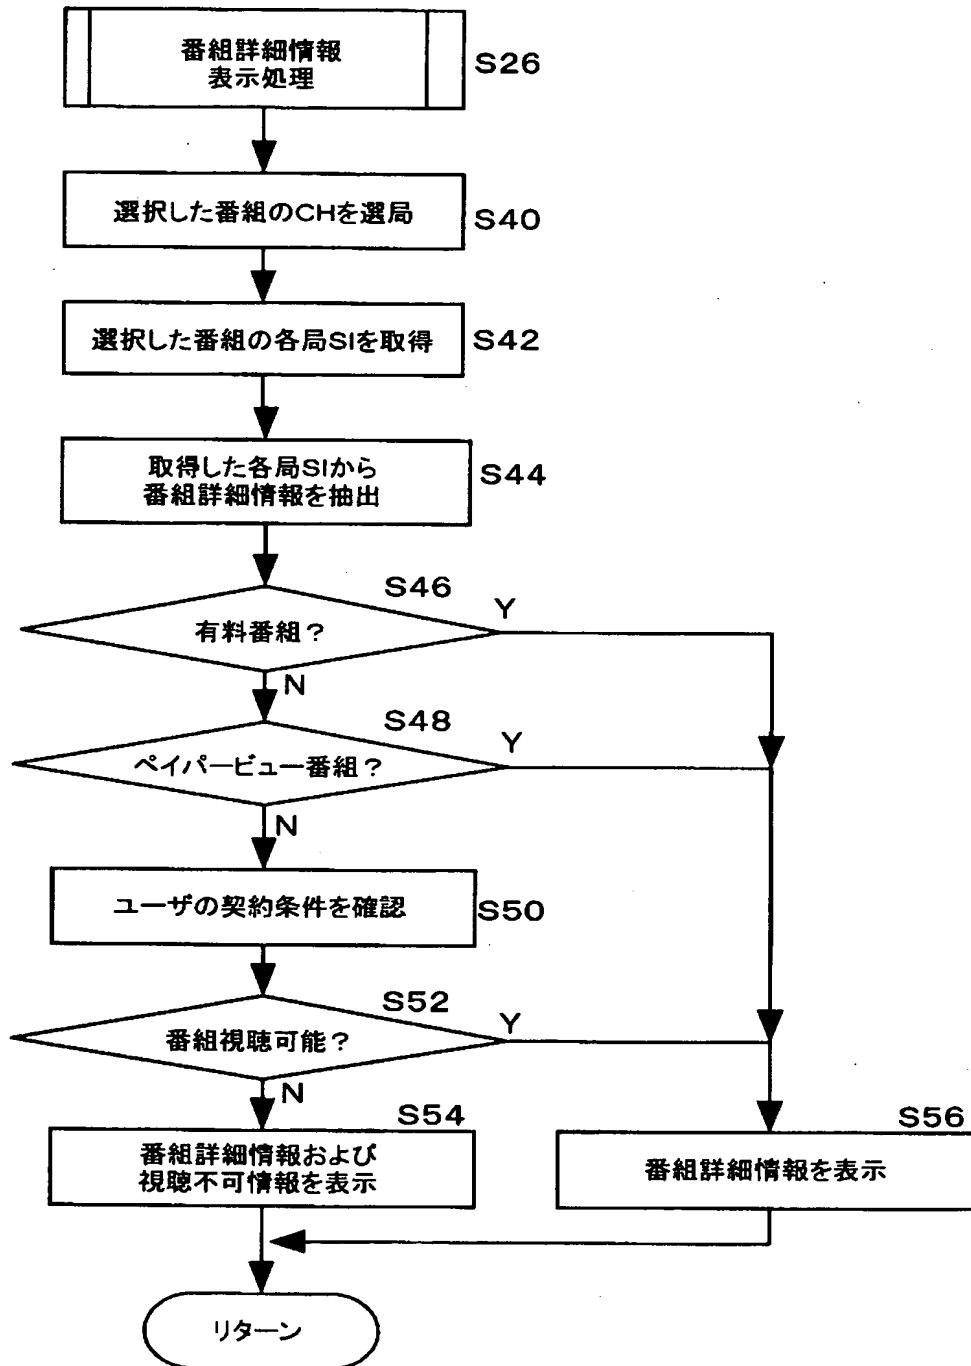 番組詳細情報
表示処理
S26
選択した番組のCHを選局
S40
選択した番組の各局SIを取得
S42
取得した各局SIから
番組詳細情報を抽出
S44
S46
有料番組？
Y
N
S48
ペイパービュー番組？
Y
N
ユーザの契約条件を確認
S50
S52
番組視聴可能？
Y
N
S54
番組詳細情報および
視聴不可情報を表示
S56
番組詳細情報を表示
リターン